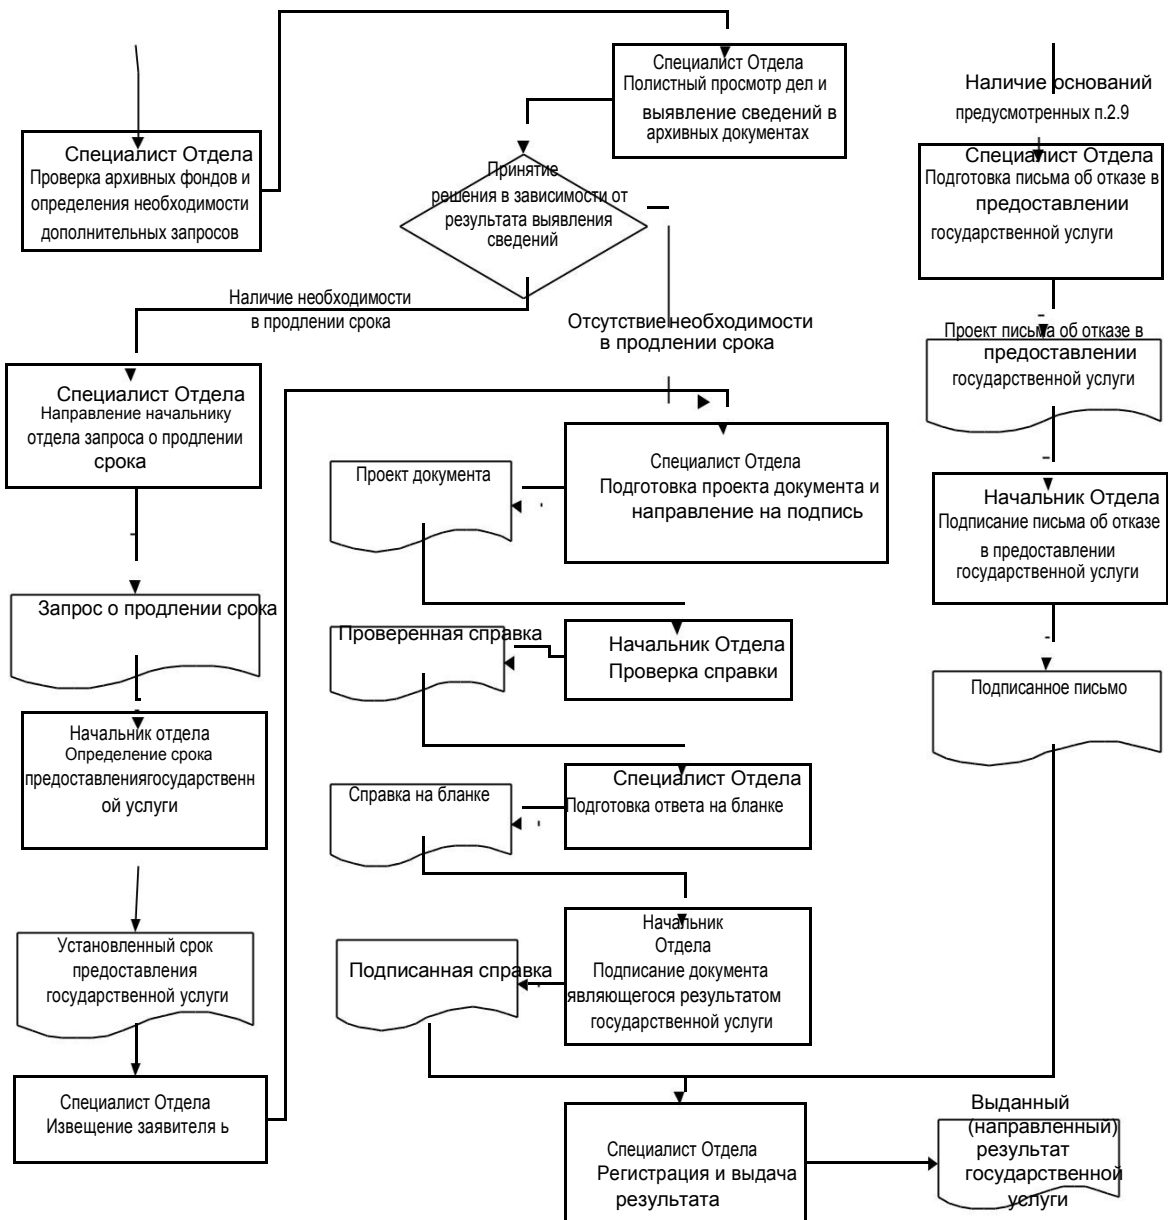 Специалист Отдела
Полистный просмотр дел и
выявление сведений в
архивных документах
Наличие оснований
предусмотренных п.2.9
Специалист Отдела
Проверка архивных фондов и
определения необходимости
дополнительных запросов
Принятие
решения в зависимости от
результата выявления
сведений
Специалист Отдела
Подготовка письма об отказе в
предоставлении
государственной услуги
Наличие необходимости
в продлении срока
Отсутствие необходимости
в продлении срока
Проект письма об отказе в
предоставлении
государственной услуги
Специалист Отдела
Направление начальнику
отдела запроса о продлении
срока
Проект документа
Специалист Отдела
Подготовка проекта документа и
направление на подпись
Начальник Отдела
Подписание письма об отказе
в предоставлении
государственной услуги
Запрос о продлении срока
Проверенная справка
Начальник Отдела
Проверка справки
Подписанное письмо
Начальник отдела
Определение срока
предоставлениягосударственн
ой услуги
Справка на бланке
Специалист Отдела
Подготовка ответа на бланке
Установленный срок
предоставления
государственной услуги
Подписанная справка
Начальник
Отдела
Подписание документа
являющегося результатом
государственной услуги
Специалист Отдела
Извещение заявителя ь
Специалист Отдела
Регистрация и выдача
результата
Выданный
(направленный)
результат
государственной
услуги